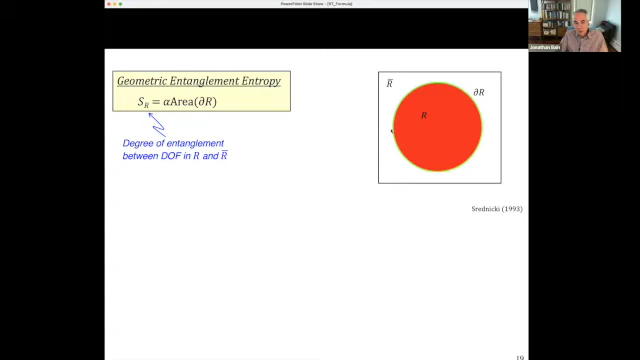 PowerPoint Slide Show - [RT_Formula]
Jonathan Bain
Geometric Entanglement Entropy
S_R = αArea(∂R)
Degree of entanglement
between DOF in R and R̅
R̅
∂R
R
Srednicki (1993)
19